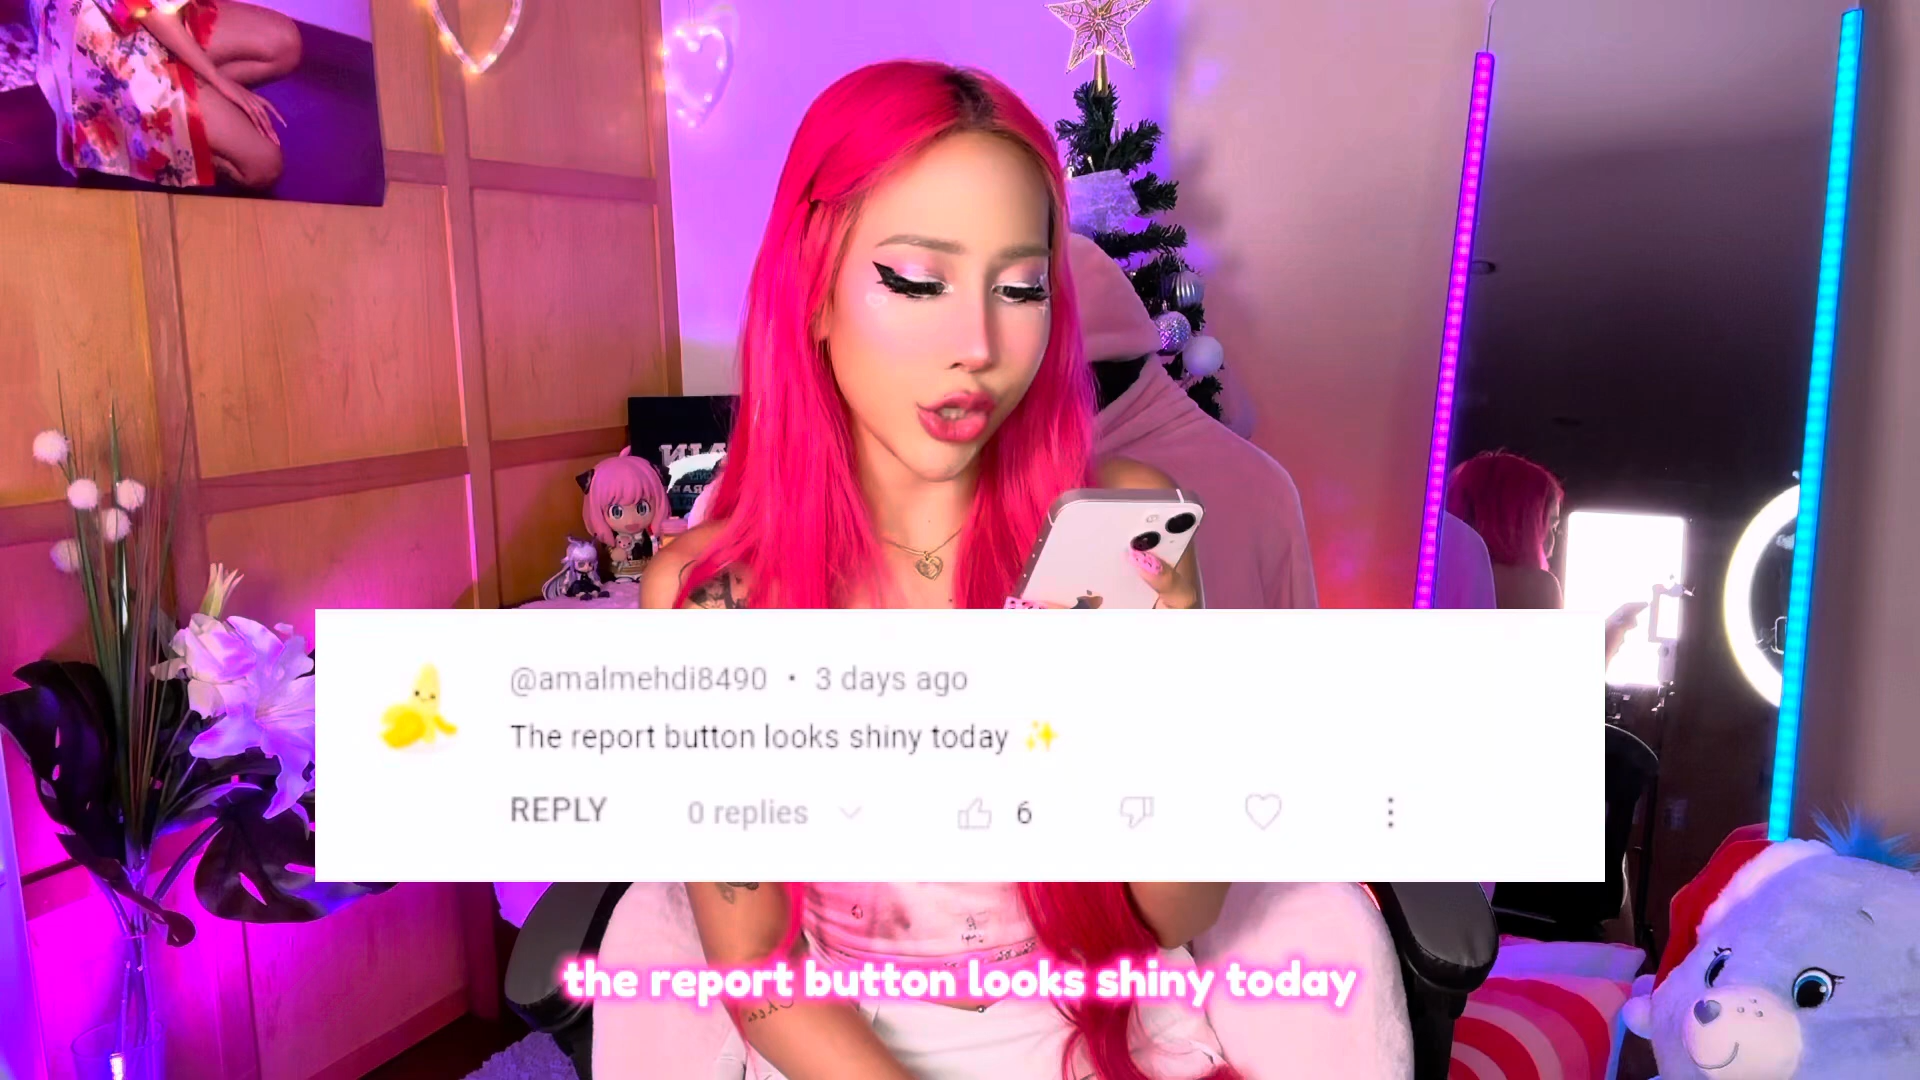 @amalmehdi8490 • 3 days ago
The report button looks shiny today ✨
REPLY 0 replies 6
the report button looks shiny today